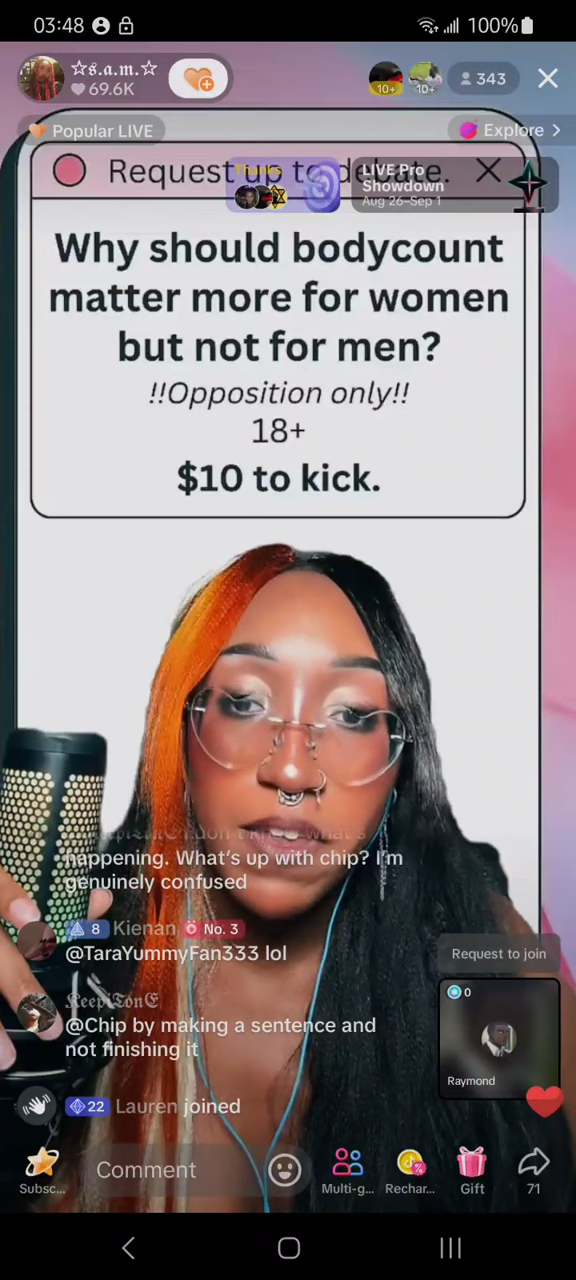 03:48
100%
☆𝔰.𝔞.𝔪.☆
69.6K
10+
10+
343
Popular LIVE
Explore >
Request up to debate.
Thanks
LIVE Pro
Showdown
Aug 26–Sep 1
Why should bodycount
matter more for women
but not for men?
!!Opposition only!!
18+
$10 to kick.
happening. What's up with chip? I'm
genuinely confused
8 Kienan No. 3
@TaraYummyFan333 lol
𝔎𝔢𝔢𝔭𝔦𝔗𝔬𝔫𝔈
@Chip by making a sentence and
not finishing it
22 Lauren joined
Request to join
0
Raymond
Subsc...
Comment
Multi-g...
Rechar...
Gift
71